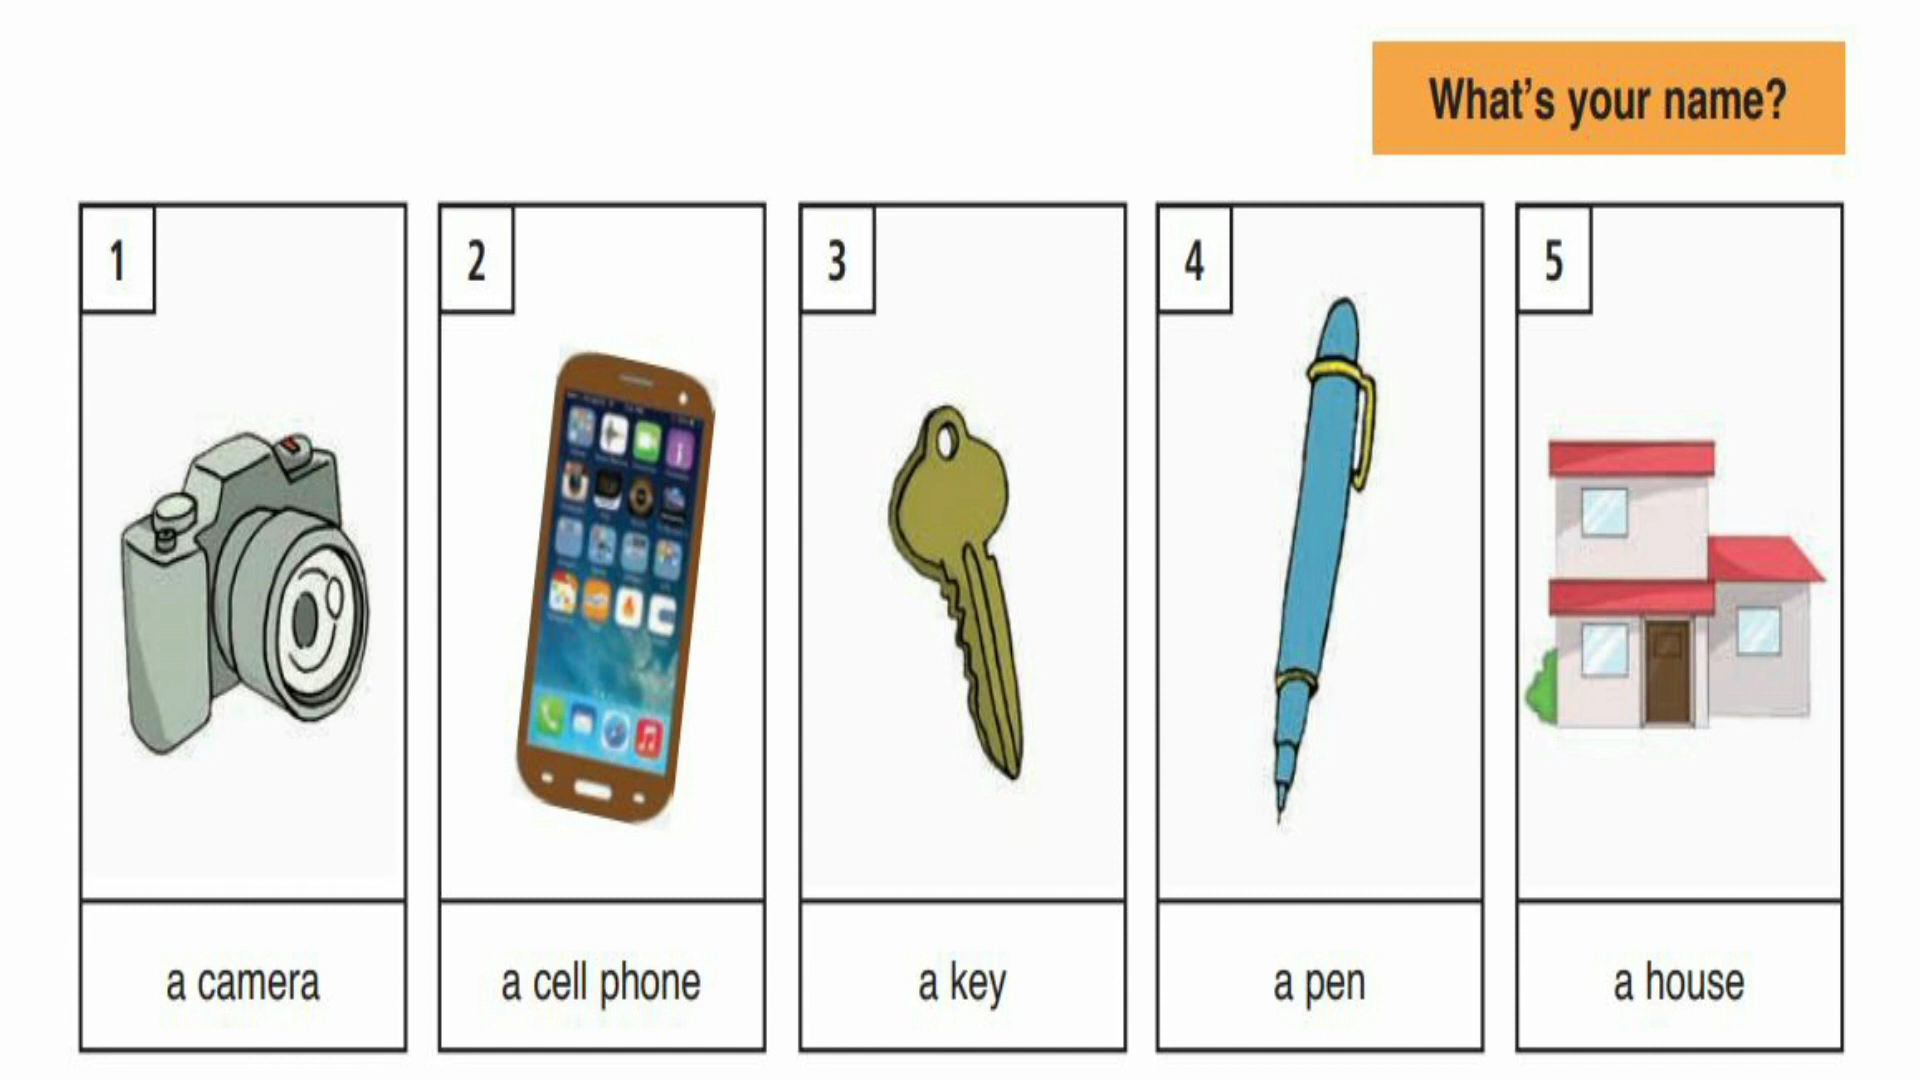 What's your name?
1
2
3
4
5
a camera
a cell phone
a key
a pen
a house